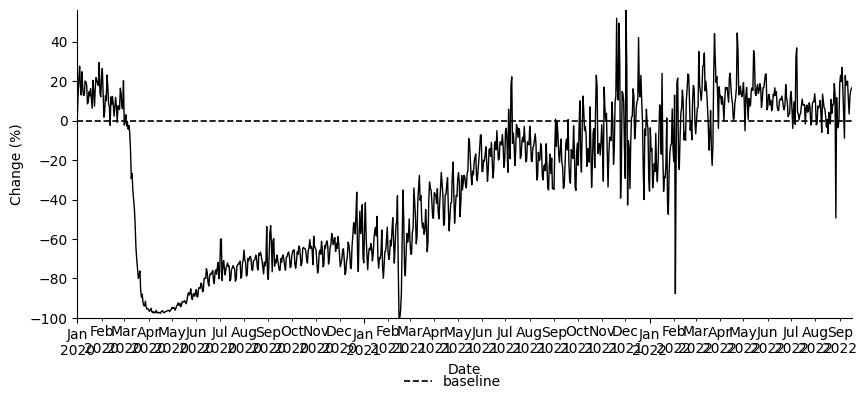 Change (%)
40
20
0
−20
−40
−60
−80
−100
Jan Feb Mar Apr May Jun Jul Aug Sep Oct Nov Dec Jan Feb Mar Apr May Jun Jul Aug Sep Oct Nov Dec Jan Feb Mar Apr May Jun Jul Aug Sep
2020 2020 2020 2020 2020 2020 2020 2020 2020 2020 2020 2020 2021 2021 2021 2021 2021 2021 2021 2021 2021 2021 2021 2021 2022 2022 2022 2022 2022 2022 2022 2022 2022
Date
baseline